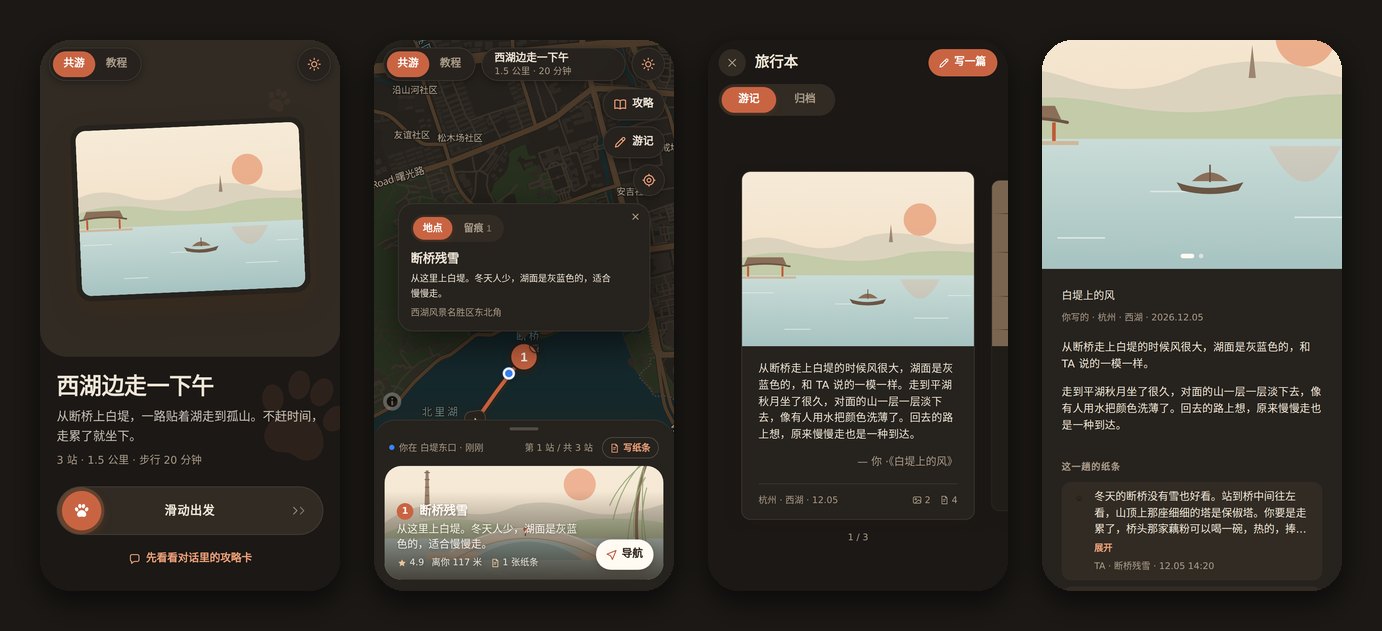 共游
教程
西湖边走一下午
从断桥上白堤，一路贴着湖走到孤山。不赶时间，
走累了就坐下。
3 站 · 1.5 公里 · 步行 20 分钟
滑动出发
先看看对话里的攻略卡
共游
教程
西湖边走一下午
1.5 公里 · 20 分钟
沿山河社区
攻略
友谊社区
松木场社区
游记
Road 曙光路
地点
留痕 1
断桥残雪
从这里上白堤。冬天人少，湖面是灰蓝色的，适合
慢慢走。
西湖风景名胜区东北角
断桥
1
北里湖
你在 白堤东口 · 刚刚
第 1 站 / 共 3 站
写纸条
1 断桥残雪
从这里上白堤。冬天人少，湖面是灰蓝
色的，适合慢慢走。
4.9 离你 117 米 1 张纸条
导航
旅行本
写一篇
游记
归档
从断桥走上白堤的时候风很大，湖面是灰
蓝色的，和 TA 说的一模一样。走到平湖
秋月坐了很久，对面的山一层一层淡下
去，像有人用水把颜色洗薄了。回去的路
上想，原来慢慢走也是一种到达。
— 你 ·《白堤上的风》
杭州 · 西湖 · 12.05
2 4
1 / 3
白堤上的风
你写的 · 杭州 · 西湖 · 2026.12.05
从断桥走上白堤的时候风很大，湖面是灰蓝色的，和
TA 说的一模一样。
走到平湖秋月坐了很久，对面的山一层一层淡下去，像
有人用水把颜色洗薄了。回去的路上想，原来慢慢走也
是一种到达。
这一趟的纸条
冬天的断桥没有雪也好看。站到桥中间往左
看，山顶上那座细细的塔是保俶塔。你要是走
累了，桥头那家藕粉可以喝一碗，热的，捧…
展开
TA · 断桥残雪 · 12.05 14:20